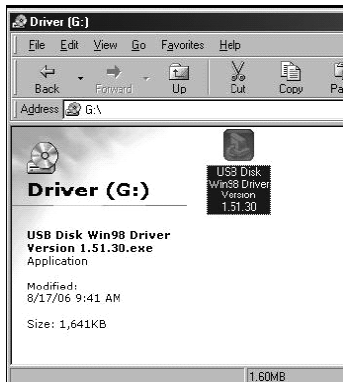 Driver (G:)
File Edit View Go Favorites Help
Back Forward Up Cut Copy Pa
Address G:\
Driver (G:)
USB Disk
Win98 Driver
Version
1.51.30
USB Disk Win98 Driver
Version 1.51.30.exe
Application
Modified:
8/17/06 9:41 AM
Size: 1,641KB
1.60MB